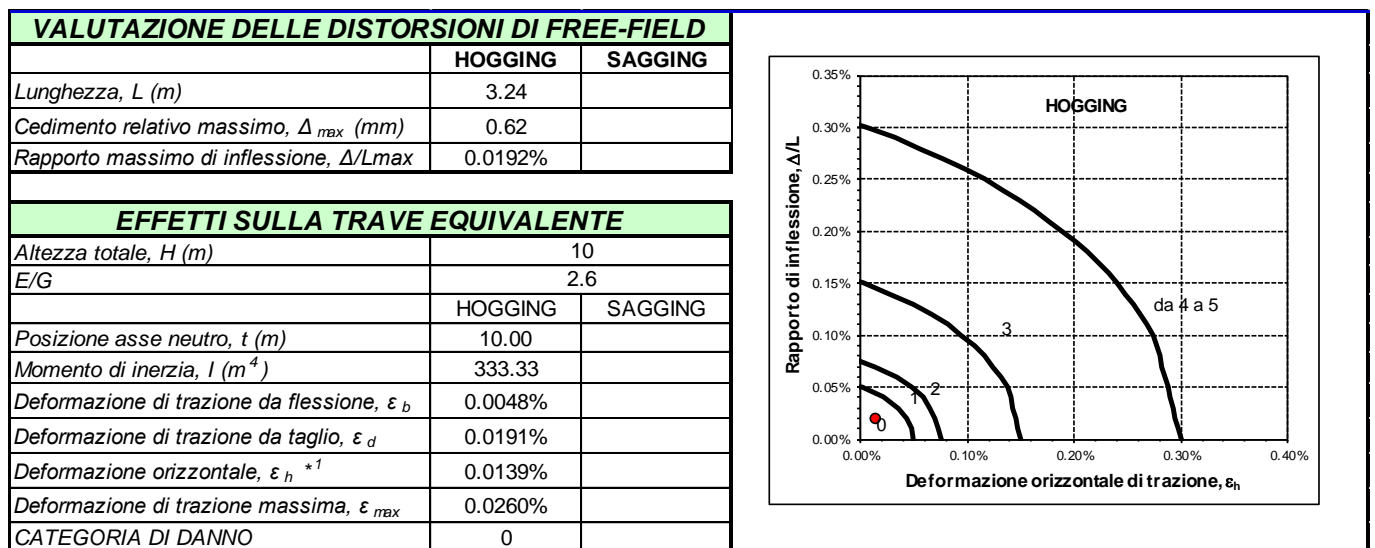 VALUTAZIONE DELLE DISTORSIONI DI FREE-FIELD
HOGGING SAGGING
Lunghezza, L (m) 3.24
Cedimento relativo massimo, Δ max (mm) 0.62
Rapporto massimo di inflessione, Δ/Lmax 0.0192%
EFFETTI SULLA TRAVE EQUIVALENTE
Altezza totale, H (m) 10
E/G 2.6
HOGGING SAGGING
Posizione asse neutro, t (m) 10.00
Momento di inerzia, I (m 4 ) 333.33
Deformazione di trazione da flessione, ε b 0.0048%
Deformazione di trazione da taglio, ε d 0.0191%
Deformazione orizzontale, ε h *1 0.0139%
Deformazione di trazione massima, ε max 0.0260%
CATEGORIA DI DANNO 0
HOGGING
Rapporto di inflessione, Δ/L
0.35%
0.30%
0.25%
0.20%
0.15%
0.10%
0.05%
0.00%
da 4 a 5
3
2
1
0
0.00% 0.10% 0.20% 0.30% 0.40%
Deformazione orizzontale di trazione, εh